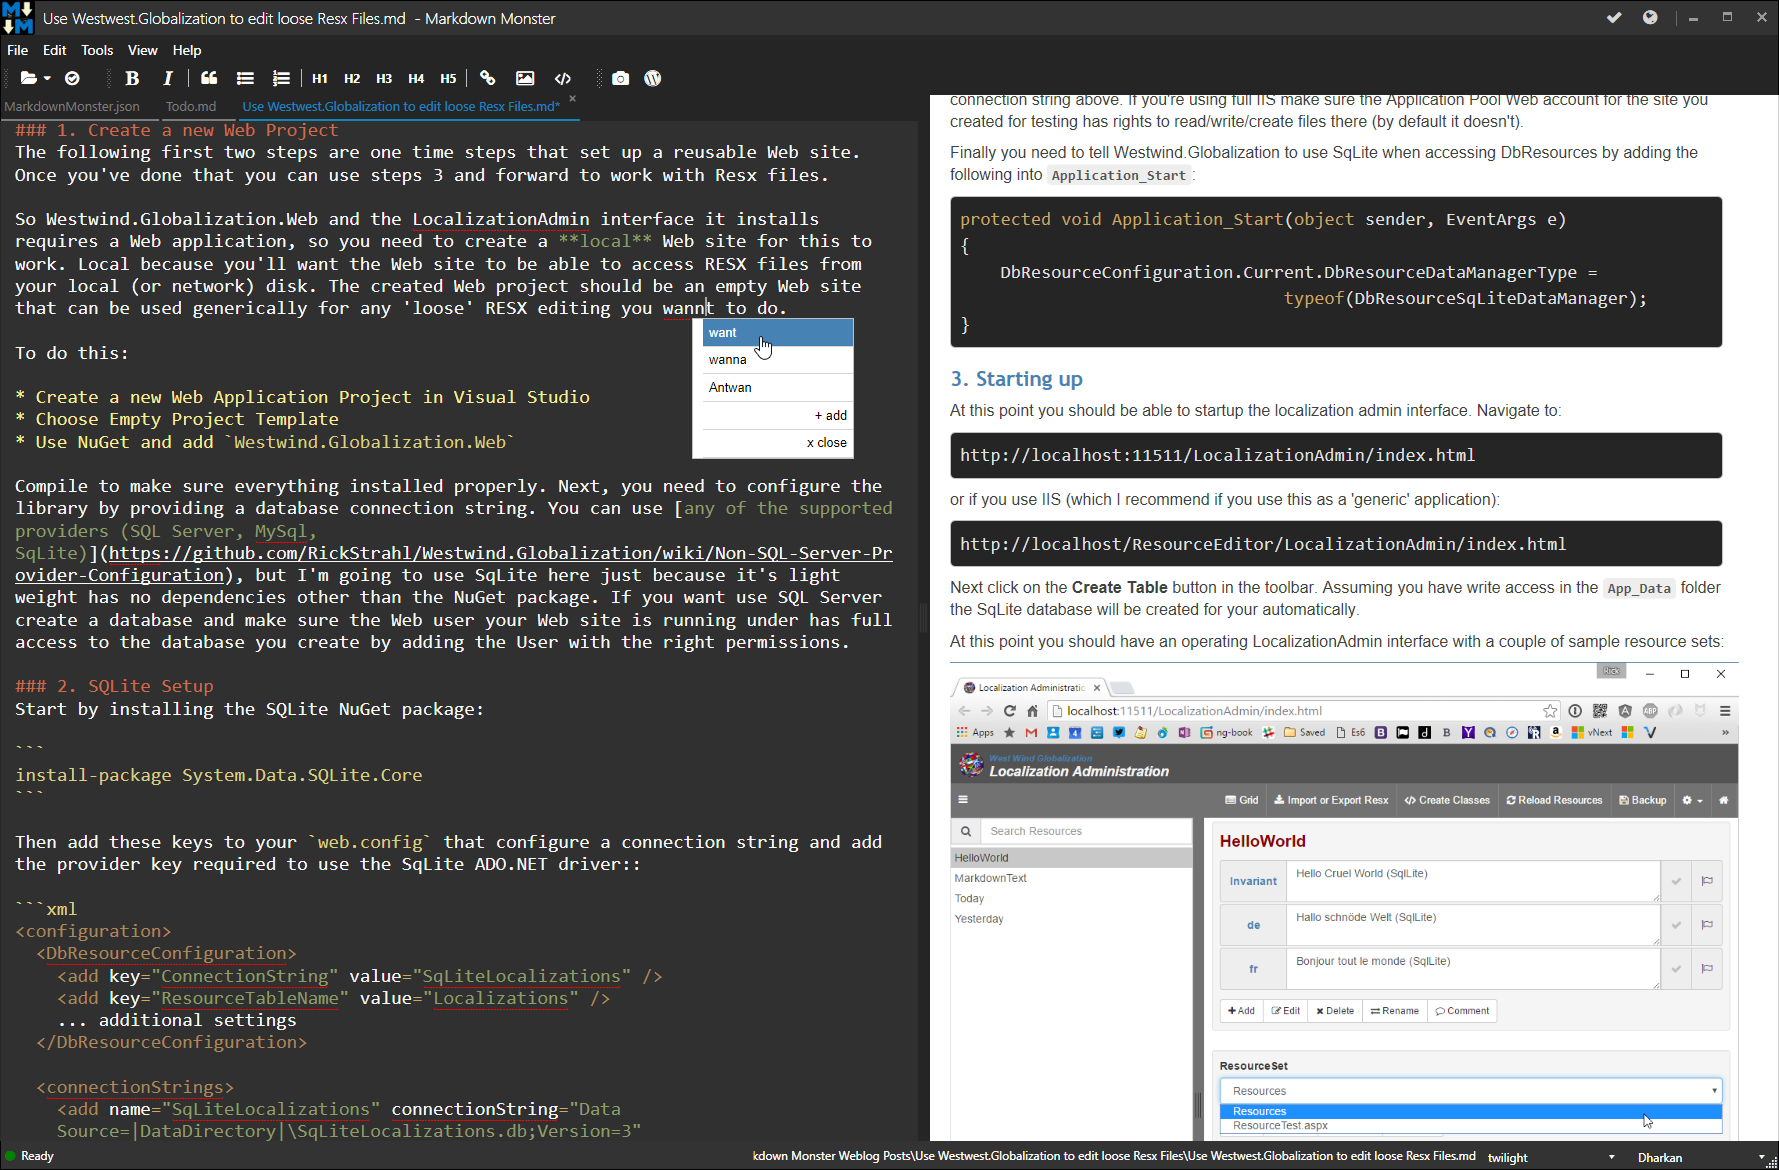 Use Westwest.Globalization to edit loose Resx Files.md - Markdown Monster
File Edit Tools View Help
B I H1 H2 H3 H4 H5
MarkdownMonster.json Todo.md Use Westwest.Globalization to edit loose Resx Files.md* ×
### 1. Create a new Web Project
The following first two steps are one time steps that set up a reusable Web site.
Once you've done that you can use steps 3 and forward to work with Resx files.
So Westwind.Globalization.Web and the LocalizationAdmin interface it installs
requires a Web application, so you need to create a **local** Web site for this to
work. Local because you'll want the Web site to be able to access RESX files from
your local (or network) disk. The created Web project should be an empty Web site
that can be used generically for any 'loose' RESX editing you wannt to do.
want
wanna
Antwan
+ add
x close
To do this:
* Create a new Web Application Project in Visual Studio
* Choose Empty Project Template
* Use NuGet and add `Westwind.Globalization.Web`
Compile to make sure everything installed properly. Next, you need to configure the
library by providing a database connection string. You can use [any of the supported
providers (SQL Server, MySql,
SqLite)](https://github.com/RickStrahl/Westwind.Globalization/wiki/Non-SQL-Server-Pr
ovider-Configuration), but I'm going to use SqLite here just because it's light
weight has no dependencies other than the NuGet package. If you want use SQL Server
create a database and make sure the Web user your Web site is running under has full
access to the database you create by adding the User with the right permissions.
### 2. SQLite Setup
Start by installing the SQLite NuGet package:
```
install-package System.Data.SQLite.Core
```
Then add these keys to your `web.config` that configure a connection string and add
the provider key required to use the SqLite ADO.NET driver::
```xml
<configuration>
<DbResourceConfiguration>
<add key="ConnectionString" value="SqLiteLocalizations" />
<add key="ResourceTableName" value="Localizations" />
... additional settings
</DbResourceConfiguration>
<connectionStrings>
<add name="SqLiteLocalizations" connectionString="Data
Source=|DataDirectory|\SqLiteLocalizations.db;Version=3"
connection string above. If you're using full IIS make sure the Application Pool Web account for the site you
created for testing has rights to read/write/create files there (by default it doesn't).
Finally you need to tell Westwind.Globalization to use SqLite when accessing DbResources by adding the
following into Application_Start :
protected void Application_Start(object sender, EventArgs e)
{
DbResourceConfiguration.Current.DbResourceDataManagerType =
typeof(DbResourceSqLiteDataManager);
}
3. Starting up
At this point you should be able to startup the localization admin interface. Navigate to:
http://localhost:11511/LocalizationAdmin/index.html
or if you use IIS (which I recommend if you use this as a 'generic' application):
http://localhost/ResourceEditor/LocalizationAdmin/index.html
Next click on the Create Table button in the toolbar. Assuming you have write access in the App_Data folder
the SqLite database will be created for your automatically.
At this point you should have an operating LocalizationAdmin interface with a couple of sample resource sets:
Rick
Localization Administratic ×
localhost:11511/LocalizationAdmin/index.html ABP
Apps ng-book Saved Es6 vNext »
West Wind Globalization
Localization Administration
Grid Import or Export Resx Create Classes Reload Resources Backup
Search Resources
HelloWorld
MarkdownText
Today
Yesterday
HelloWorld
Invariant Hello Cruel World (SqlLite)
de Hallo schnöde Welt (SqlLite)
fr Bonjour tout le monde (SqlLite)
Add Edit Delete Rename Comment
ResourceSet
Resources
Resources
ResourceTest.aspx
Ready kdown Monster Weblog Posts\Use Westwest.Globalization to edit loose Resx Files\Use Westwest.Globalization to edit loose Resx Files.md twilight Dharkan